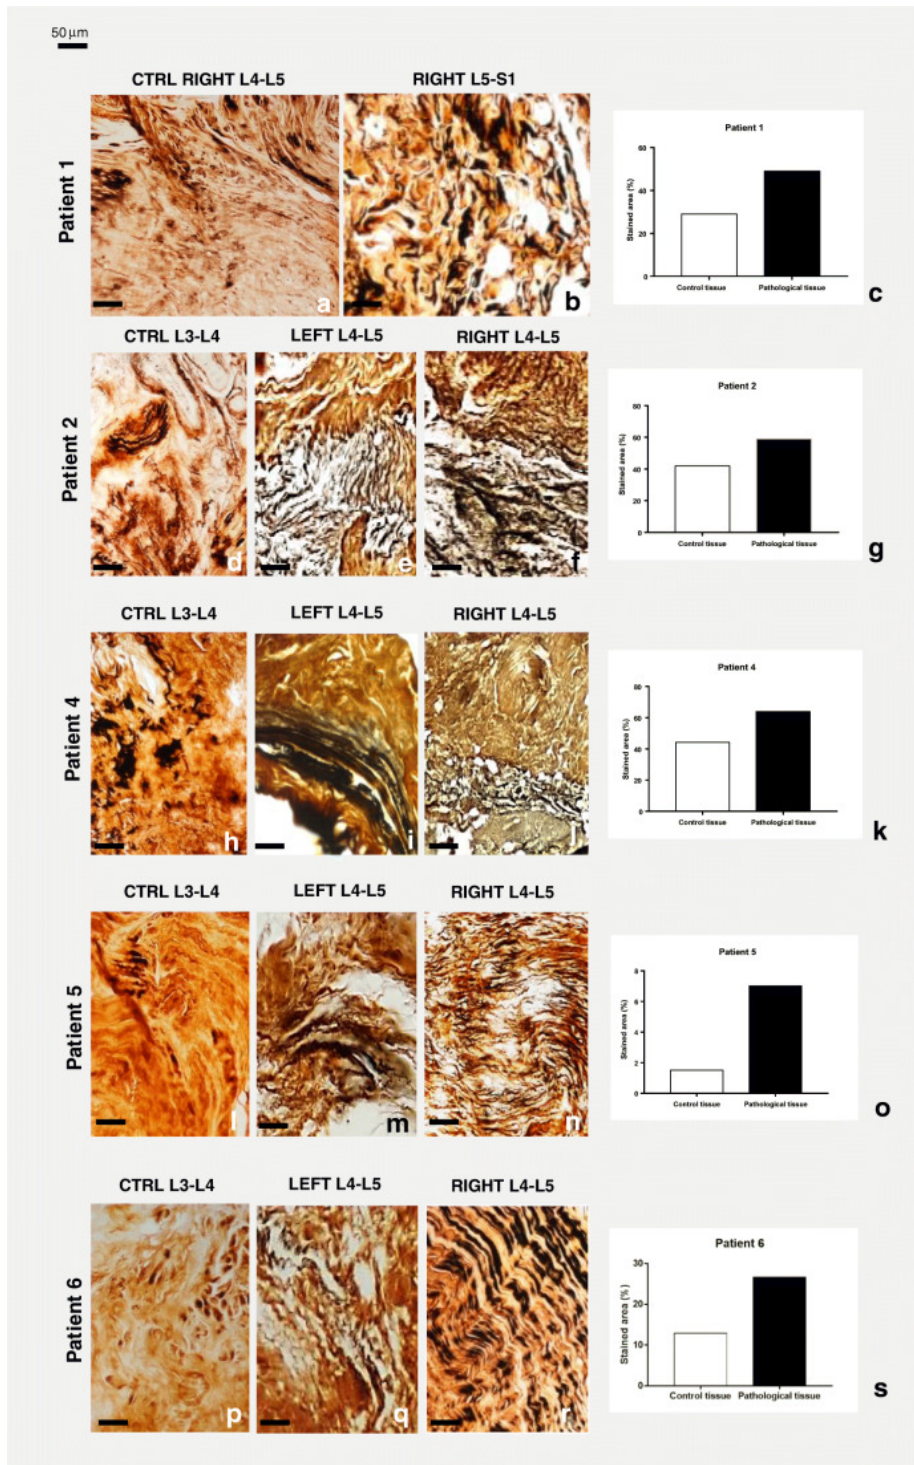 50 µm
CTRL RIGHT L4-L5
RIGHT L5-S1
Patient 1
a
b
Patient 1
Stained area (%)
60
40
20
0
Control tissue
Pathological tissue
c
CTRL L3-L4
LEFT L4-L5
RIGHT L4-L5
Patient 2
d
e
f
Patient 2
Stained area (%)
80
60
40
20
0
Control tissue
Pathological tissue
g
CTRL L3-L4
LEFT L4-L5
RIGHT L4-L5
Patient 4
h
i
j
Patient 4
Stained area (%)
80
60
40
20
0
Control tissue
Pathological tissue
k
CTRL L3-L4
LEFT L4-L5
RIGHT L4-L5
Patient 5
l
m
n
Patient 5
Stained area (%)
8
6
4
2
0
Control tissue
Pathological tissue
o
CTRL L3-L4
LEFT L4-L5
RIGHT L4-L5
Patient 6
p
q
r
Patient 6
Stained area (%)
30
20
10
0
Control tissue
Pathological tissue
s